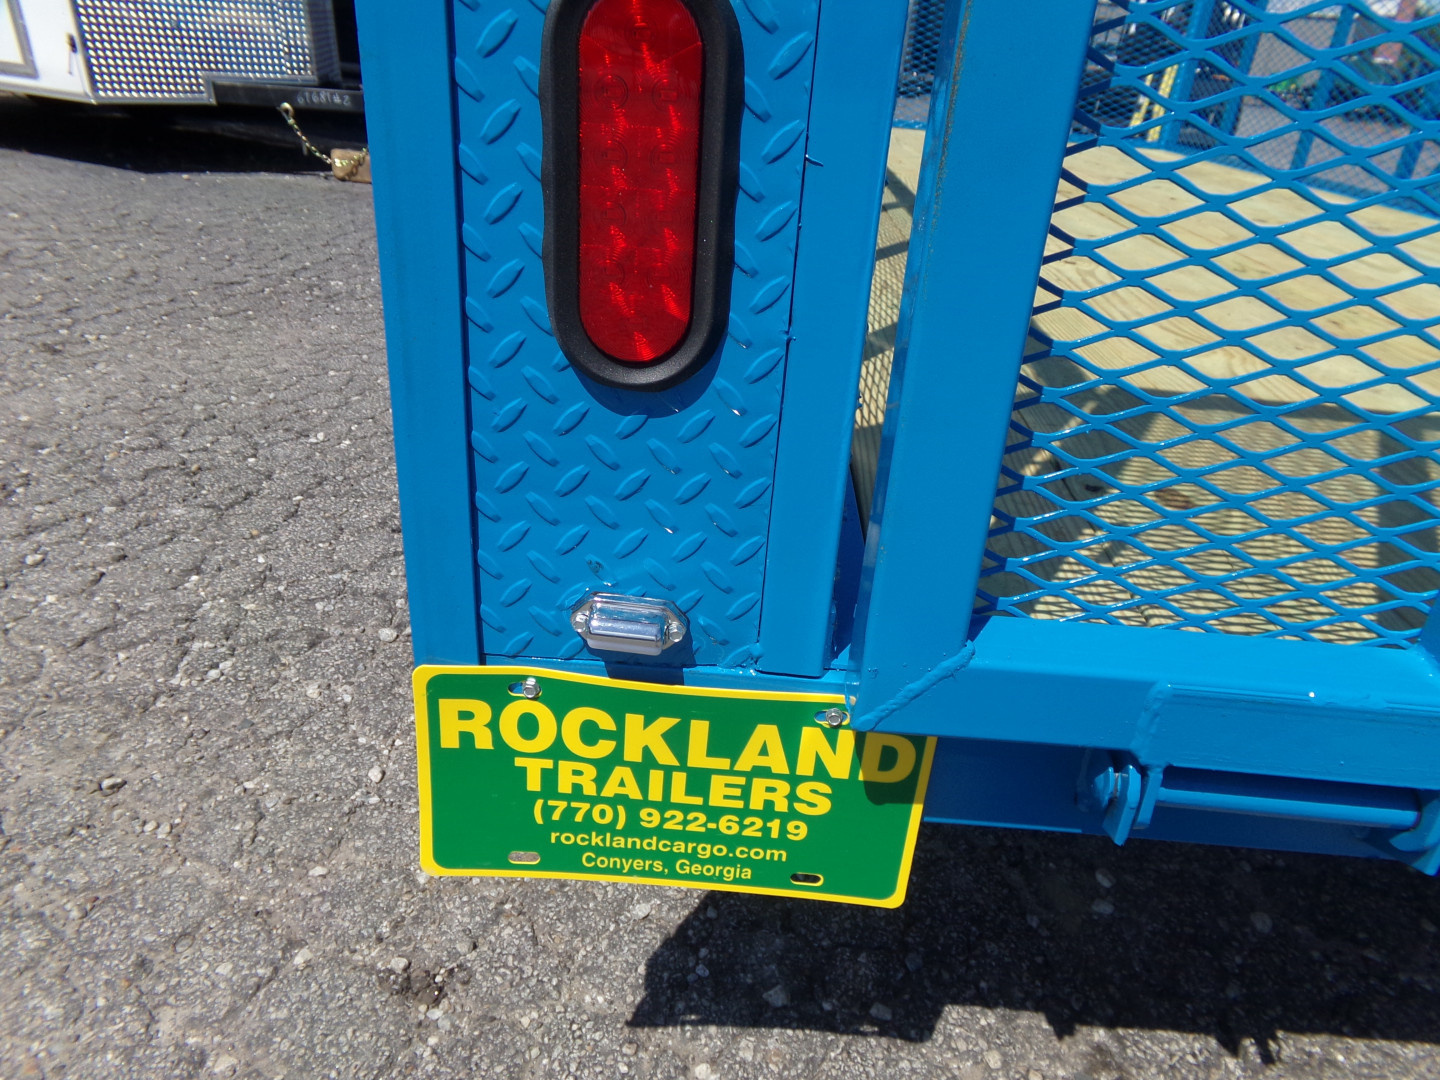 ROCKLAND
TRAILERS
(770) 922-6219
rocklandcargo.com
Conyers, Georgia